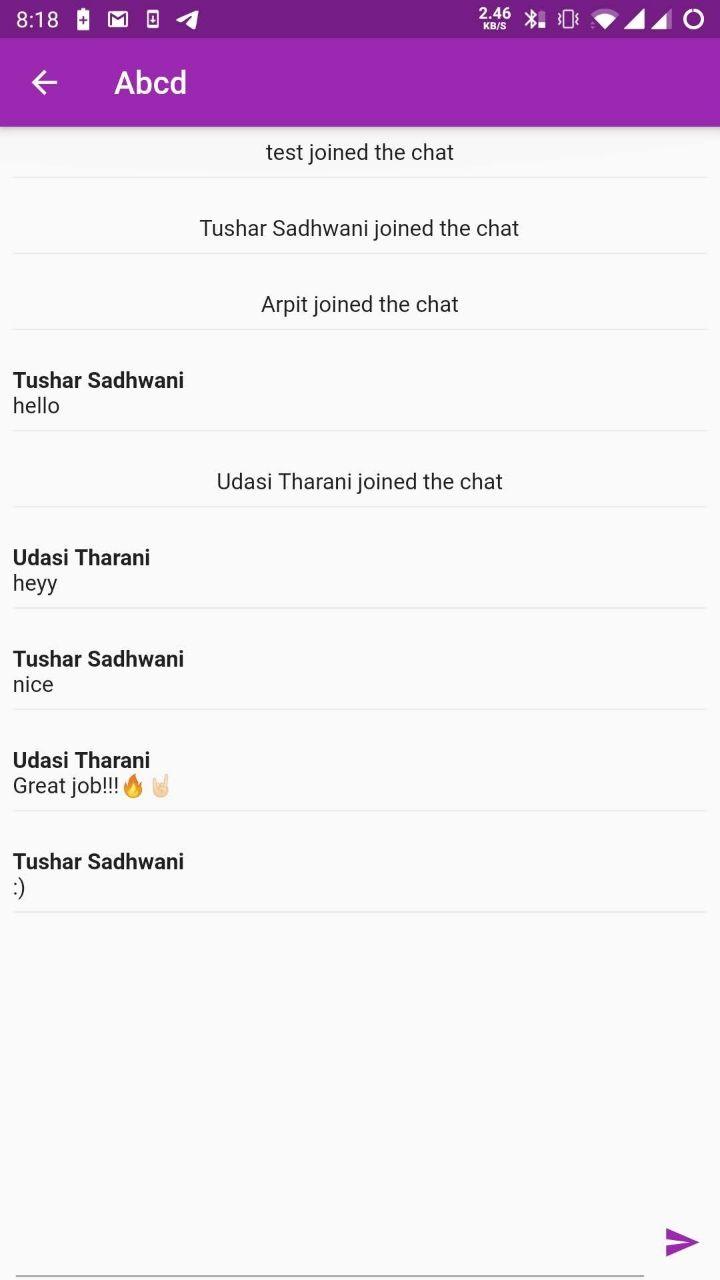 8:18
2.46
KB/S
Abcd
test joined the chat
Tushar Sadhwani joined the chat
Arpit joined the chat
Tushar Sadhwani
hello
Udasi Tharani joined the chat
Udasi Tharani
heyy
Tushar Sadhwani
nice
Udasi Tharani
Great job!!!🔥🤘🏻
Tushar Sadhwani
:)